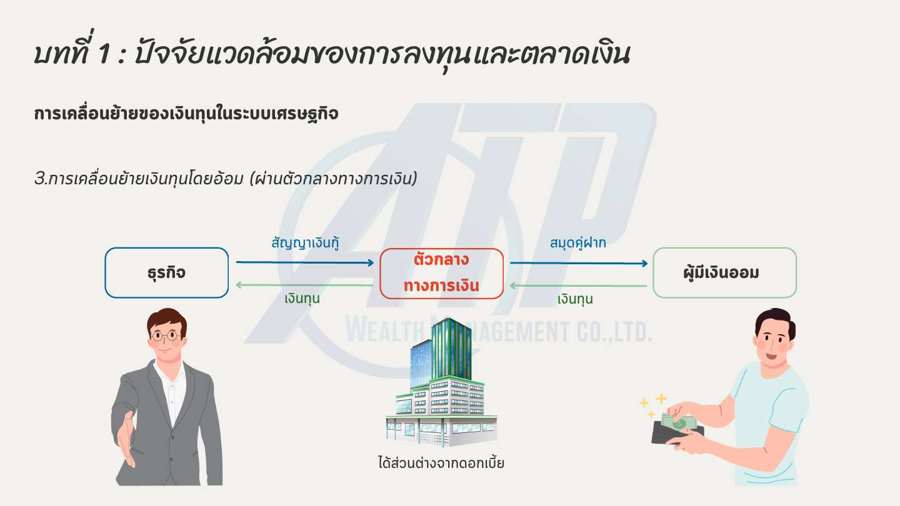 บทที่ 1 : ปัจจัยแวดล้อมของการลงทุนและตลาดเงิน
การเคลื่อนย้ายของเงินทุนในระบบเศรษฐกิจ
3.การเคลื่อนย้ายเงินทุนโดยอ้อม (ผ่านตัวกลางทางการเงิน)
สัญญาเงินกู้
สมุดคู่ฝาก
ธุรกิจ
ตัวกลาง
ทางการเงิน
ผู้มีเงินออม
เงินทุน
เงินทุน
ATP
WEALTH MANAGEMENT CO.,LTD.
ได้ส่วนต่างจากดอกเบี้ย